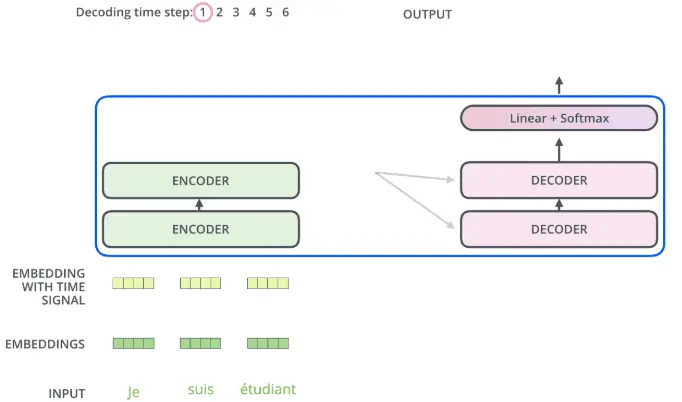 Decoding time step: 1 2 3 4 5 6
OUTPUT
Linear + Softmax
ENCODER
DECODER
ENCODER
DECODER
EMBEDDING
WITH TIME
SIGNAL
EMBEDDINGS
INPUT
Je
suis
étudiant